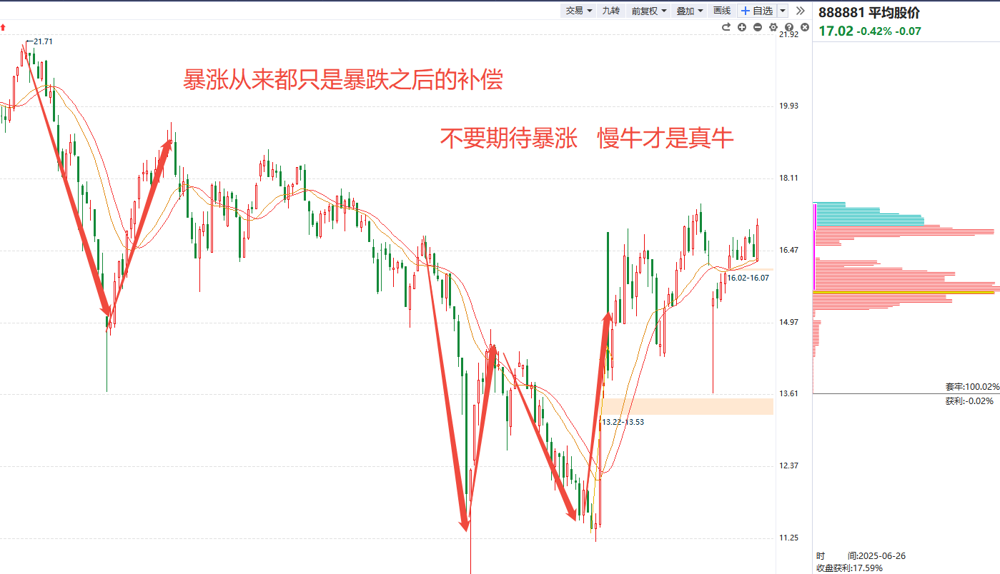 交易 九转 前复权 叠加 画线 自选
888881 平均股价
17.02 -0.42% -0.07
21.92
21.71
暴涨从来都只是暴跌之后的补偿
19.93
不要期待暴涨 慢牛才是真牛
18.11
16.47
16.02-16.07
14.97
套牢:100.02%
13.61
获利:-0.02%
13.22-13.53
12.37
11.25
时 间:2025-06-26
收盘获利:17.59%